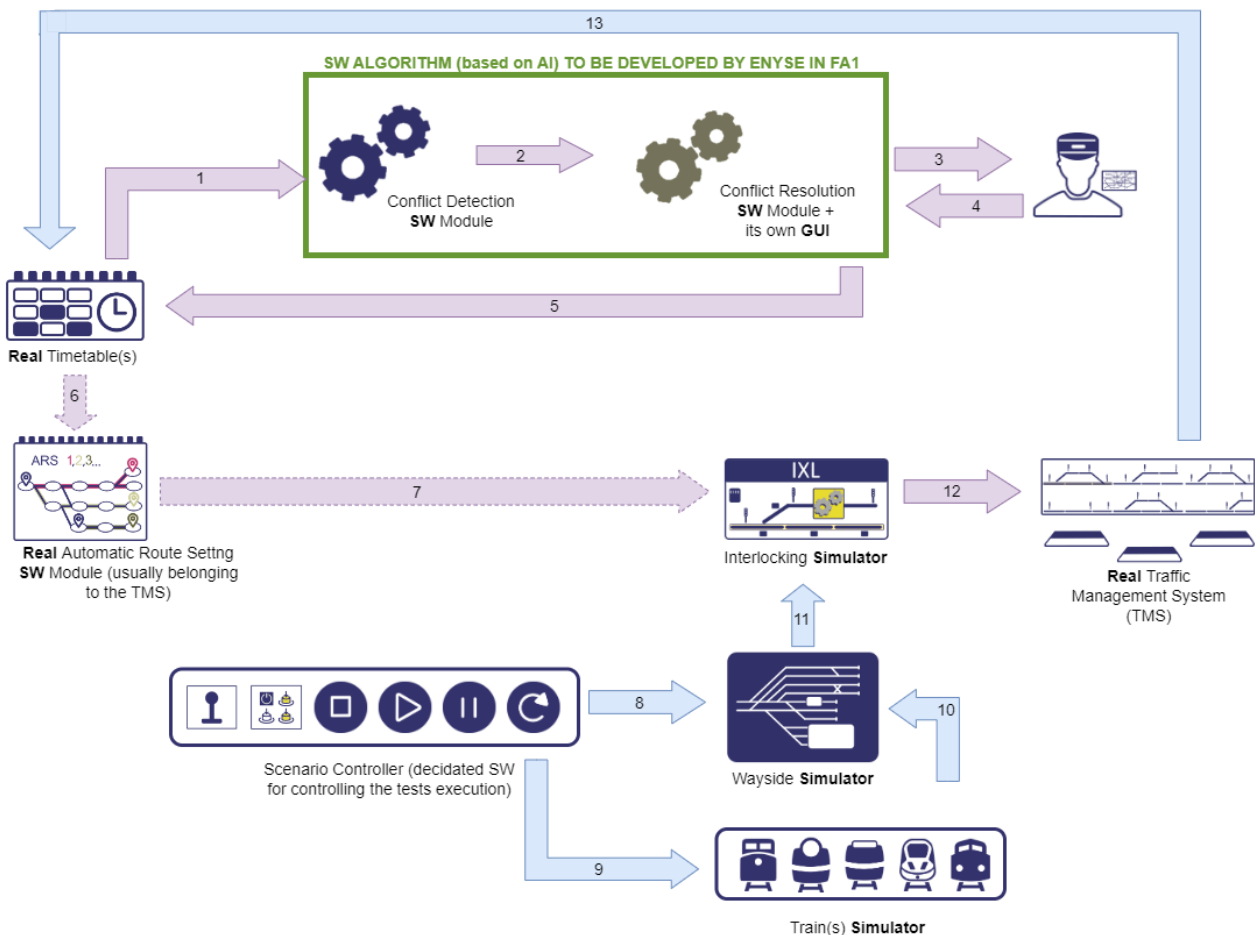 13
SW ALGORITHM (based on AI) TO BE DEVELOPED BY ENYSE IN FA1
1
2
3
4
Conflict Detection
SW Module
Conflict Resolution
SW Module +
its own GUI
5
Real Timetable(s)
6
ARS 1,2,3,..
7
IXL
12
Real Automatic Route Settng
SW Module (usually belonging
to the TMS)
Interlocking Simulator
Real Traffic
Management System
(TMS)
11
8
10
Scenario Controller (decidated SW
for controlling the tests execution)
Wayside Simulator
9
Train(s) Simulator